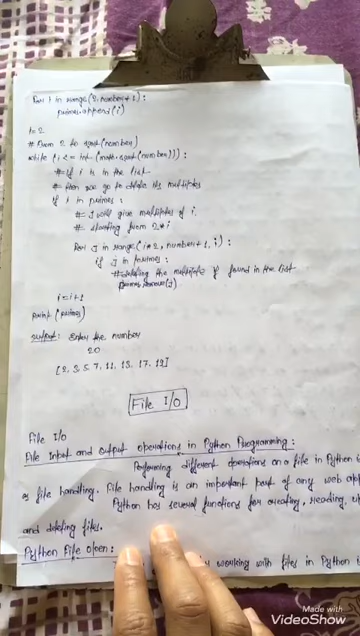 for i in range(2, number+1):
primes.append(i)
i=2
# from 2 to sqrt(number)
while (i <= int (math.sqrt(number))):
# if i is in the list
# then we go to delete its multiples
if i in primes:
# J will give multiples of i.
# starting from 2*i
for J in range(i*2, number+1, i):
if J in primes:
# deleting the multiple if found in the list
primes.remove(J).
i=i+1
print(primes)
output: Enter the number
20
[2, 3, 5, 7, 11, 13, 17, 19]
File I/O
File I/O
File Input and output operations in Python Programming:
Performing different operations on a file in Python is
as file handling. File handling is an important part of any web app
Python has several functions for creating, reading, up
and deleting files.
Python File open:
working with files in Python is
Made with
VideoShow